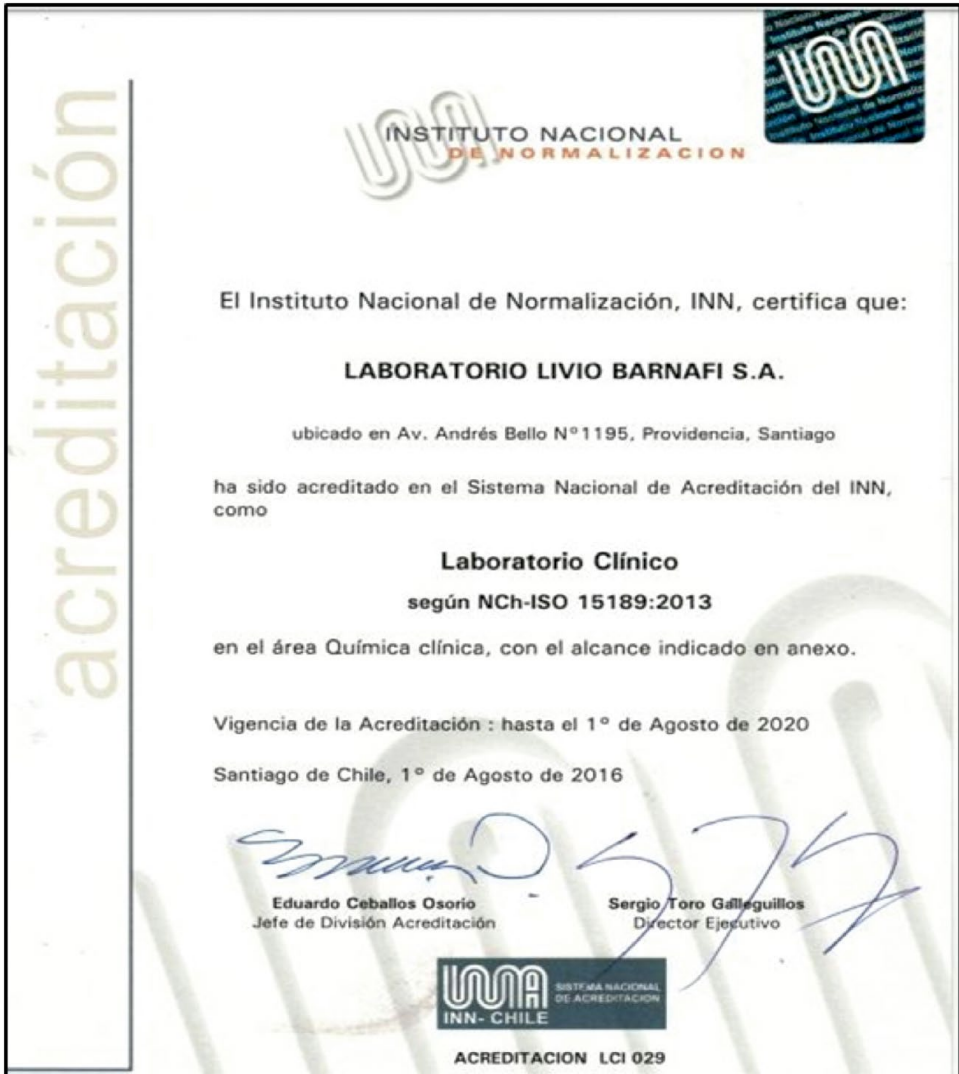 acreditación
INSTITUTO NACIONAL
DE NORMALIZACION
El Instituto Nacional de Normalización, INN, certifica que:
LABORATORIO LIVIO BARNAFI S.A.
ubicado en Av. Andrés Bello N°1195, Providencia, Santiago
ha sido acreditado en el Sistema Nacional de Acreditación del INN,
como
Laboratorio Clínico
según NCh-ISO 15189:2013
en el área Química clínica, con el alcance indicado en anexo.
Vigencia de la Acreditación : hasta el 1° de Agosto de 2020
Santiago de Chile, 1° de Agosto de 2016
Eduardo Ceballos Osorio
Jefe de División Acreditación
Sergio Toro Galleguillos
Director Ejecutivo
SISTEMA NACIONAL
DE ACREDITACION
INN- CHILE
ACREDITACION LCI 029